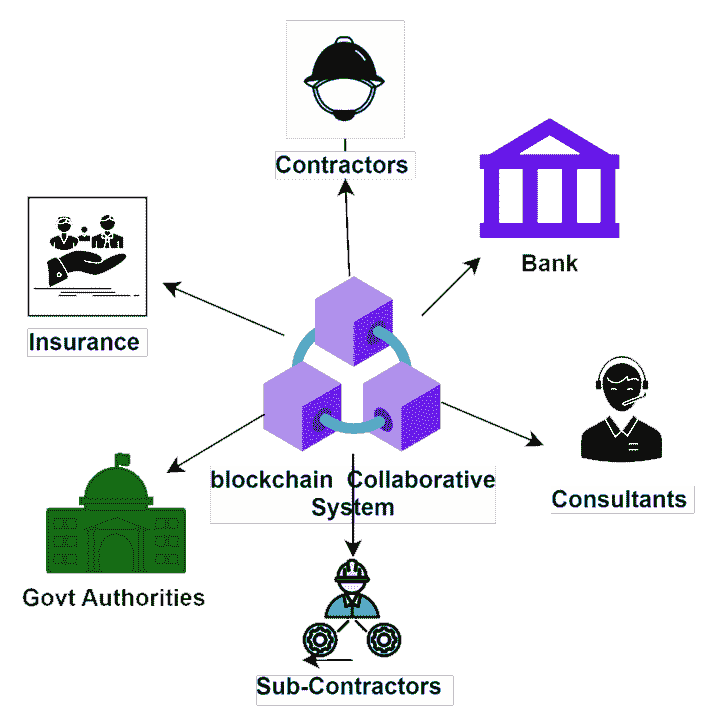 Contractors
Bank
Insurance
Consultants
blockchain Collaborative
System
Govt Authorities
Sub-Contractors